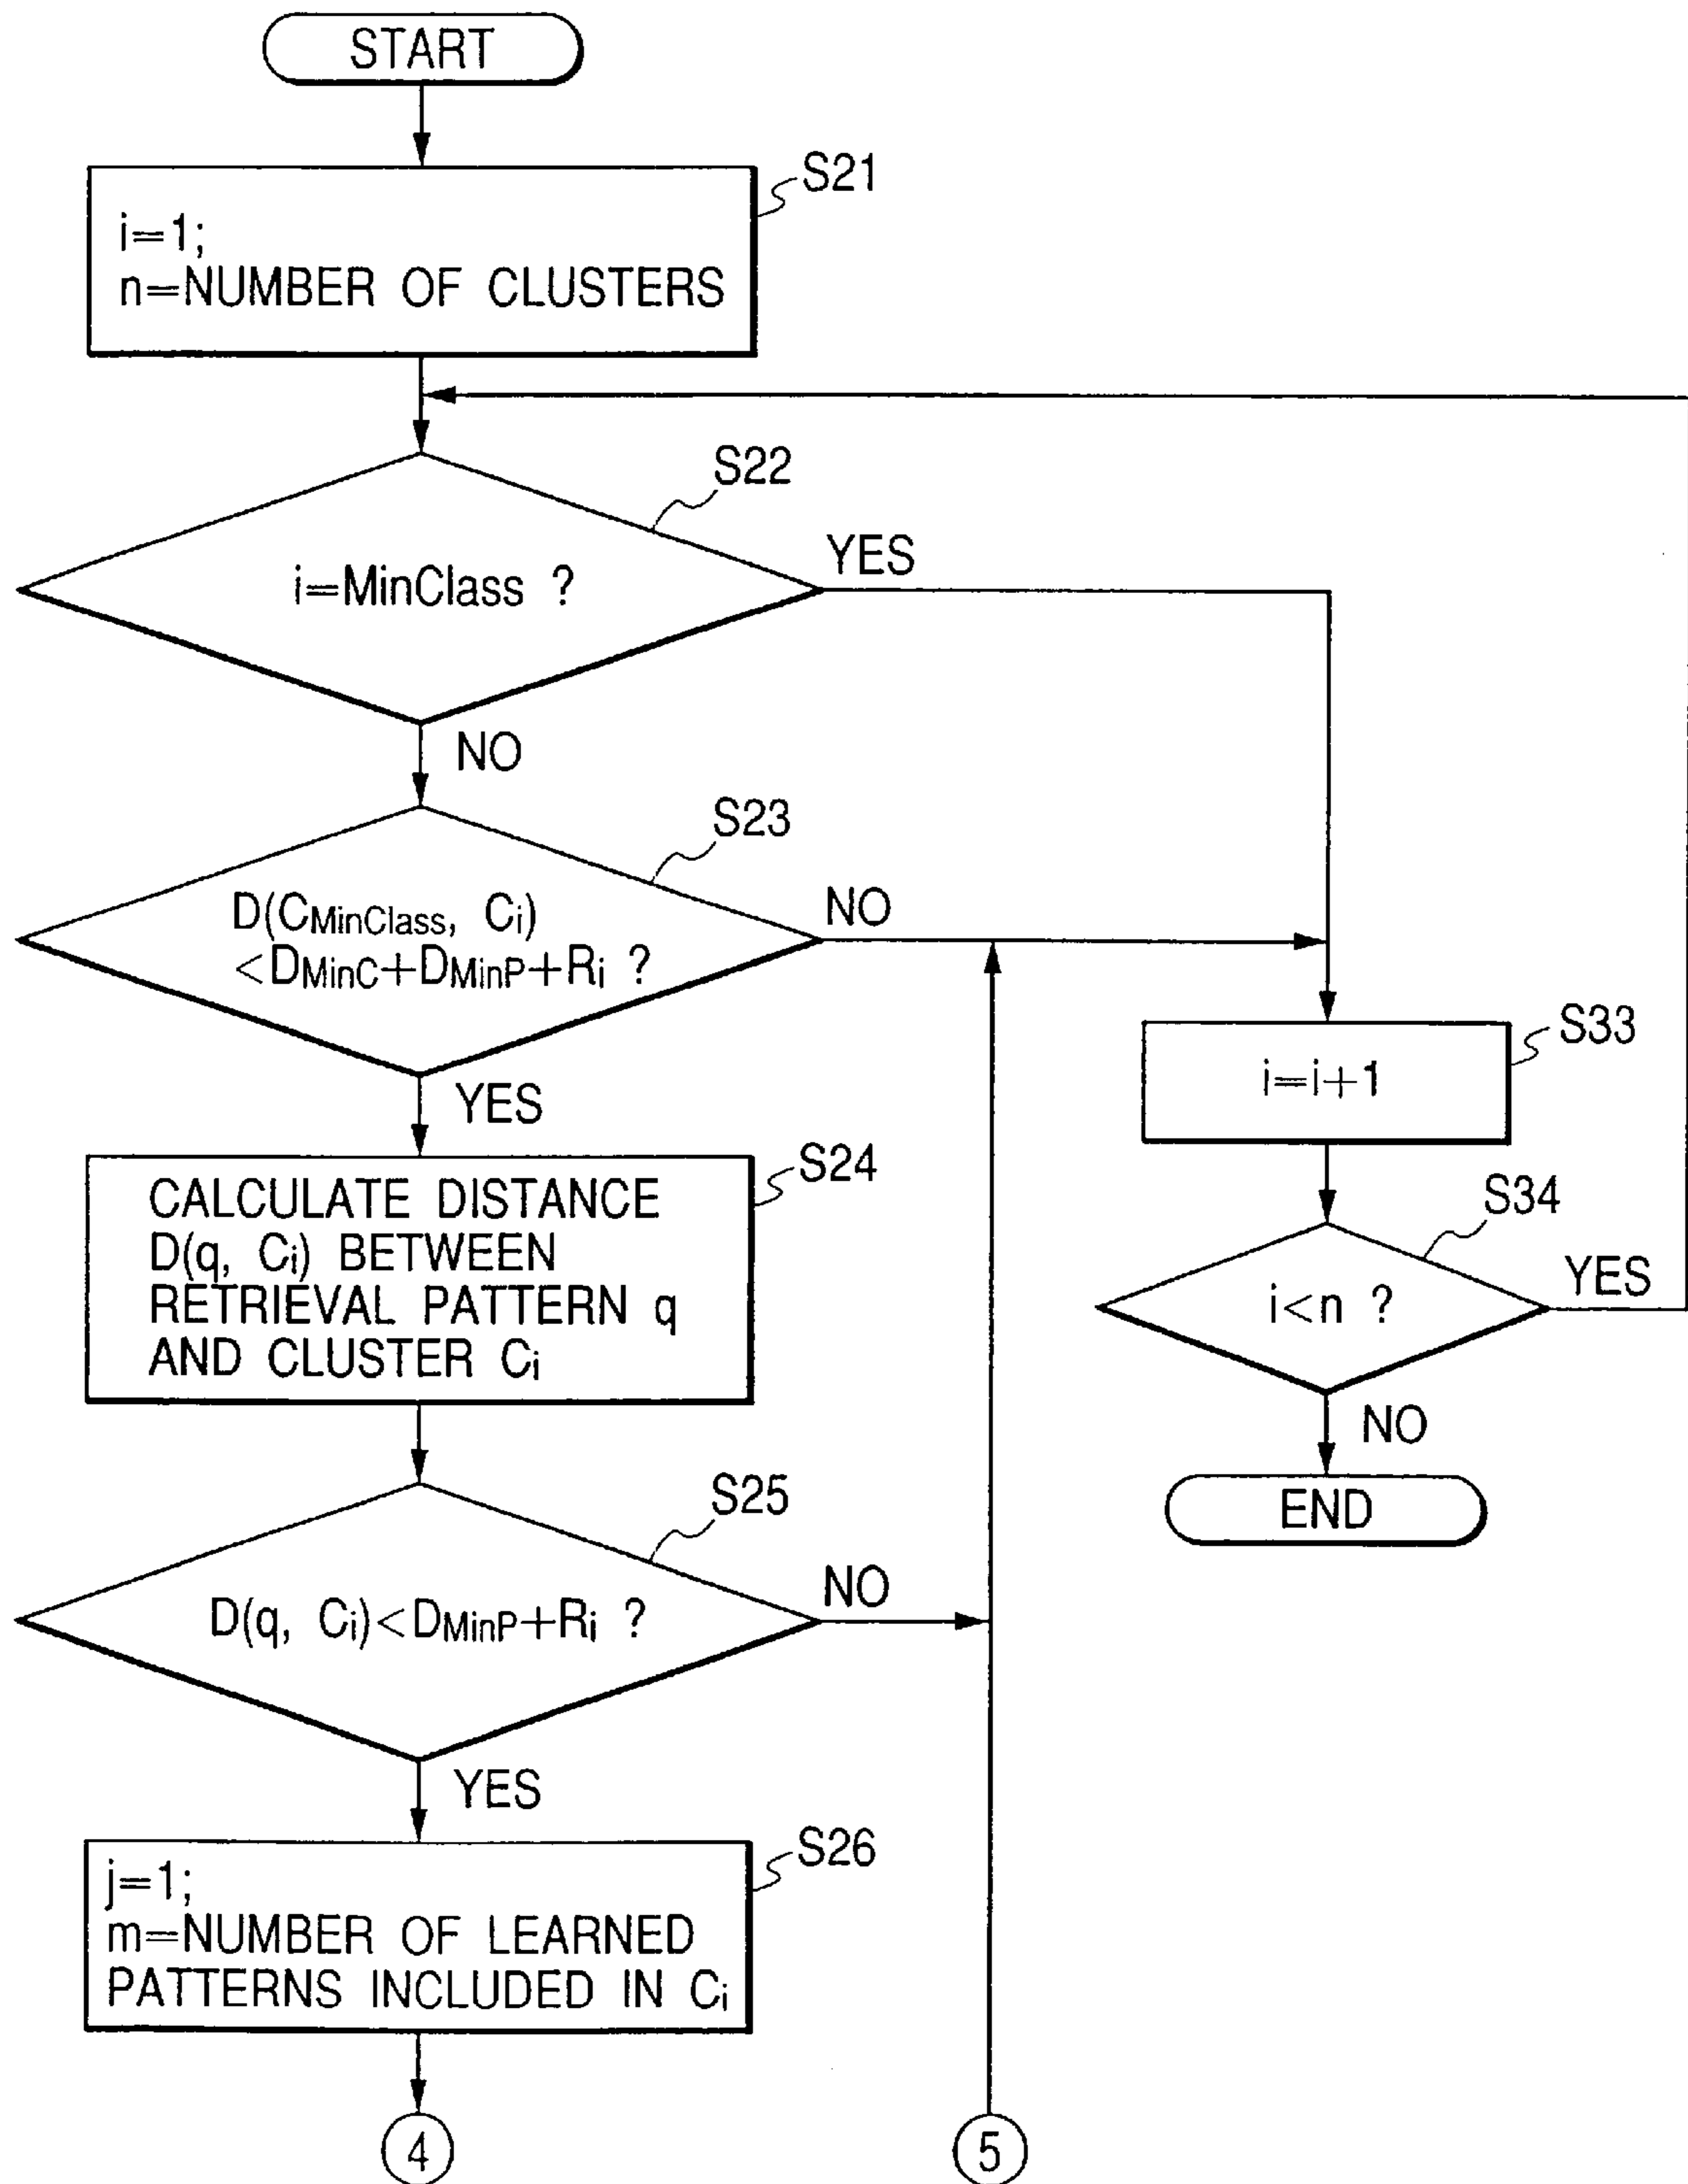 START
S21
i=1;
n=NUMBER OF CLUSTERS
S22
i=MinClass ?
YES
NO
S23
D(CMinClass, Ci)
<DMinC+DMinP+Ri ?
NO
YES
S33
i=i+1
S34
i<n ?
YES
NO
END
S24
CALCULATE DISTANCE
D(q, Ci) BETWEEN
RETRIEVAL PATTERN q
AND CLUSTER Ci
S25
D(q, Ci)<DMinP+Ri ?
NO
YES
S26
j=1;
m=NUMBER OF LEARNED
PATTERNS INCLUDED IN Ci
4
5